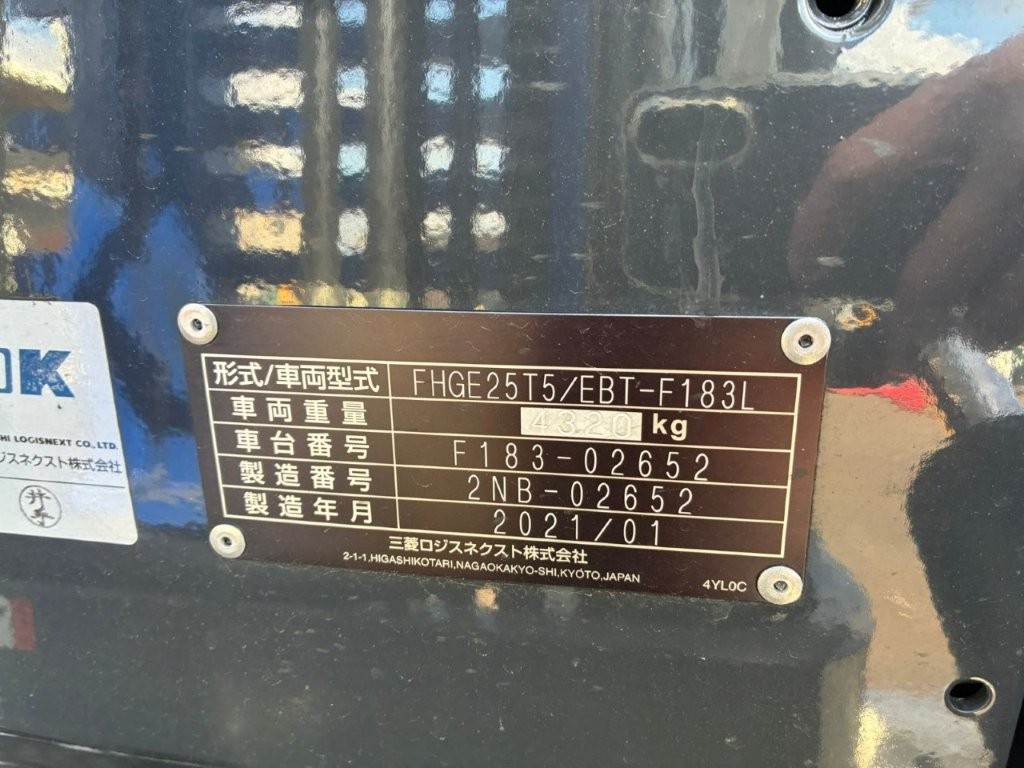 形式/車両型式 FHGE25T5/EBT-F183L
車両重量 4320 kg
車台番号 F183-02652
製造番号 2NB-02652
製造年月 2021/01
三菱ロジスネクスト株式会社
2-1-1,HIGASHIKOTARI,NAGAOKAKYO-SHI,KYOTO,JAPAN
4YL0C
OK
HI LOGISNEXT CO., LTD.
ジスネクスト株式会社